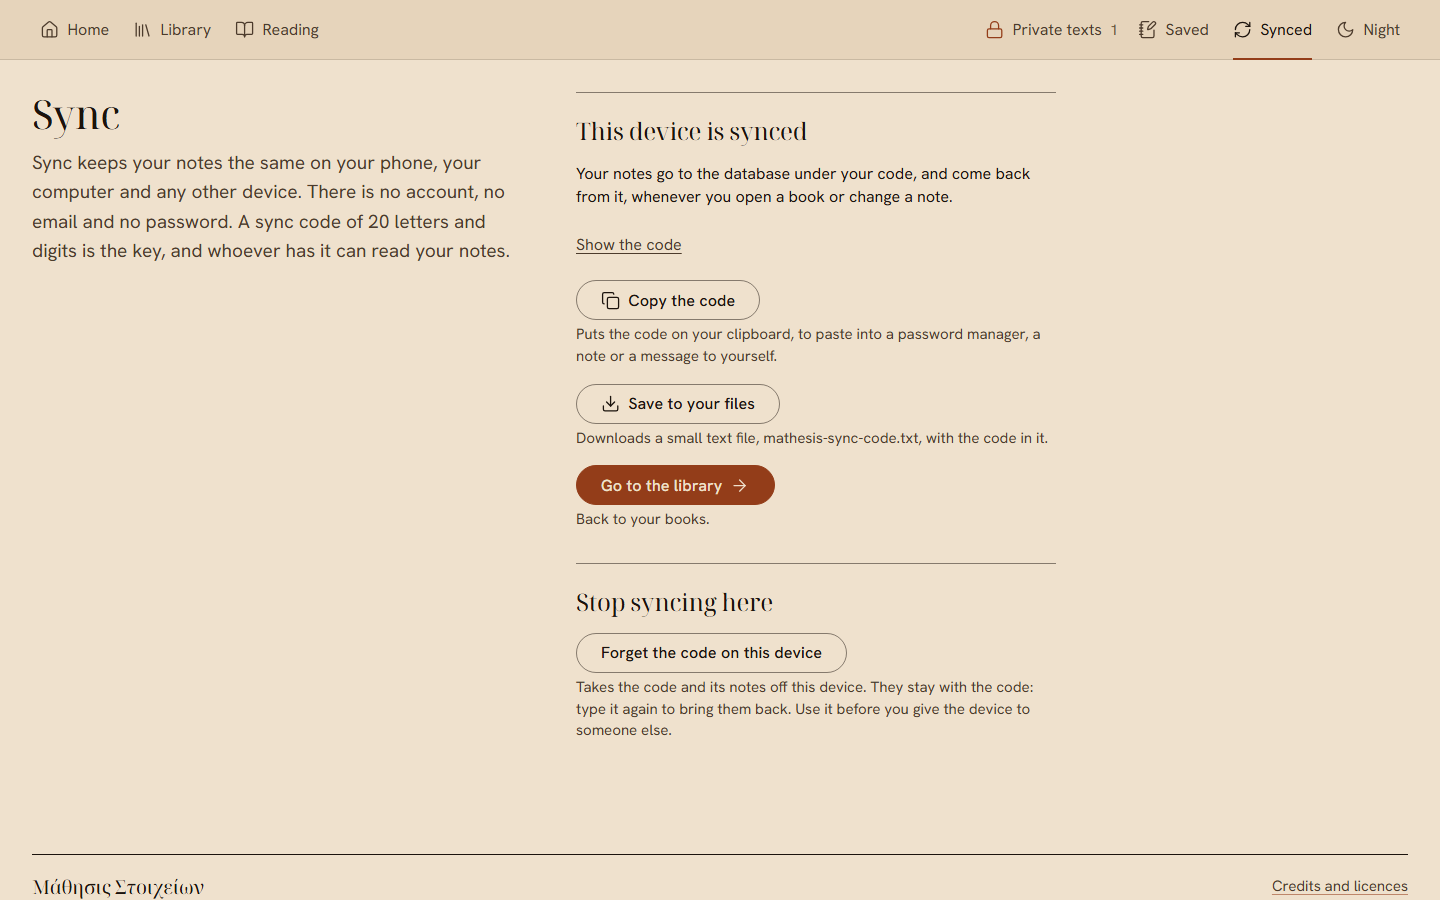 Home
Library
Reading
Private texts 1
Saved
Synced
Night
Sync
Sync keeps your notes the same on your phone, your
computer and any other device. There is no account, no
email and no password. A sync code of 20 letters and
digits is the key, and whoever has it can read your notes.
This device is synced
Your notes go to the database under your code, and come back
from it, whenever you open a book or change a note.
Show the code
Copy the code
Puts the code on your clipboard, to paste into a password manager, a
note or a message to yourself.
Save to your files
Downloads a small text file, mathesis-sync-code.txt, with the code in it.
Go to the library
Back to your books.
Stop syncing here
Forget the code on this device
Takes the code and its notes off this device. They stay with the code:
type it again to bring them back. Use it before you give the device to
someone else.
Μάθησις Στοιχείων
Credits and licences